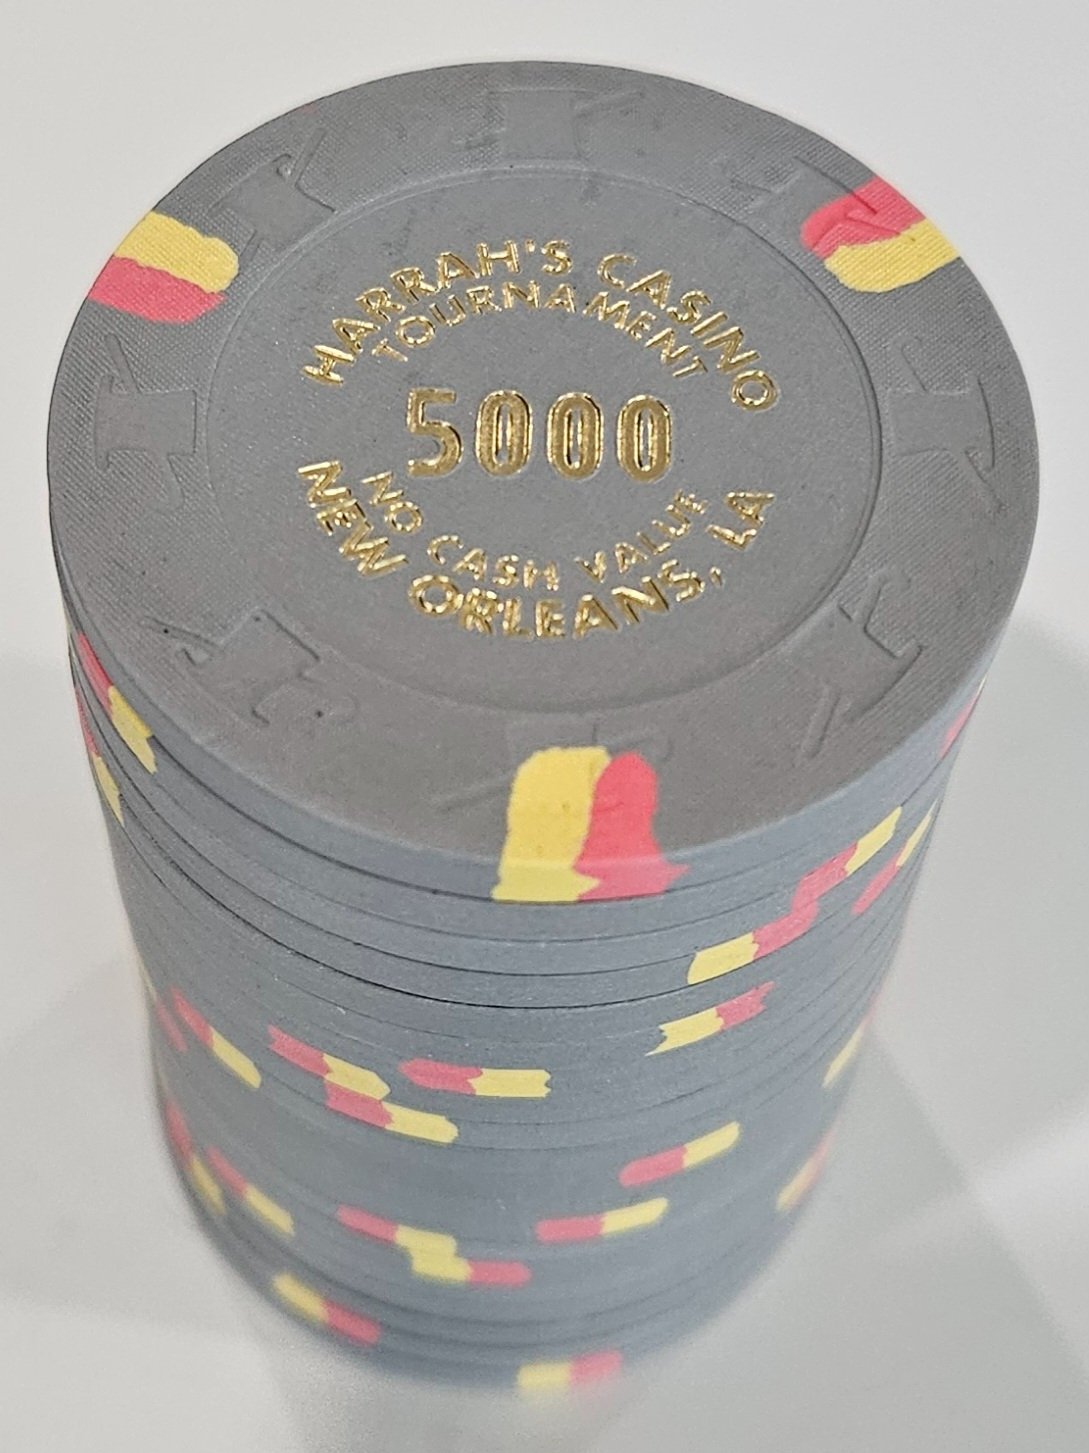 HARRAH'S CASINO
TOURNAMENT
5000
NO CASH VALUE
NEW ORLEANS, LA